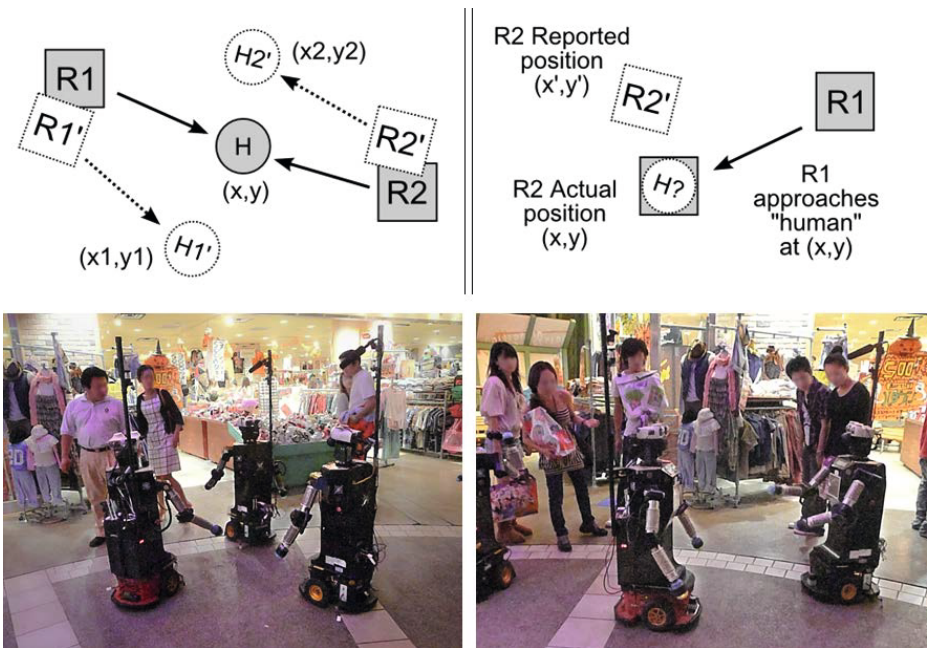 R1
R1'
H2'
(x2,y2)
H
(x,y)
R2'
R2
(x1,y1)
H1'
R2 Reported
position
(x',y')
R2'
R1
H?
R2 Actual
position
(x,y)
R1
approaches
"human"
at (x,y)